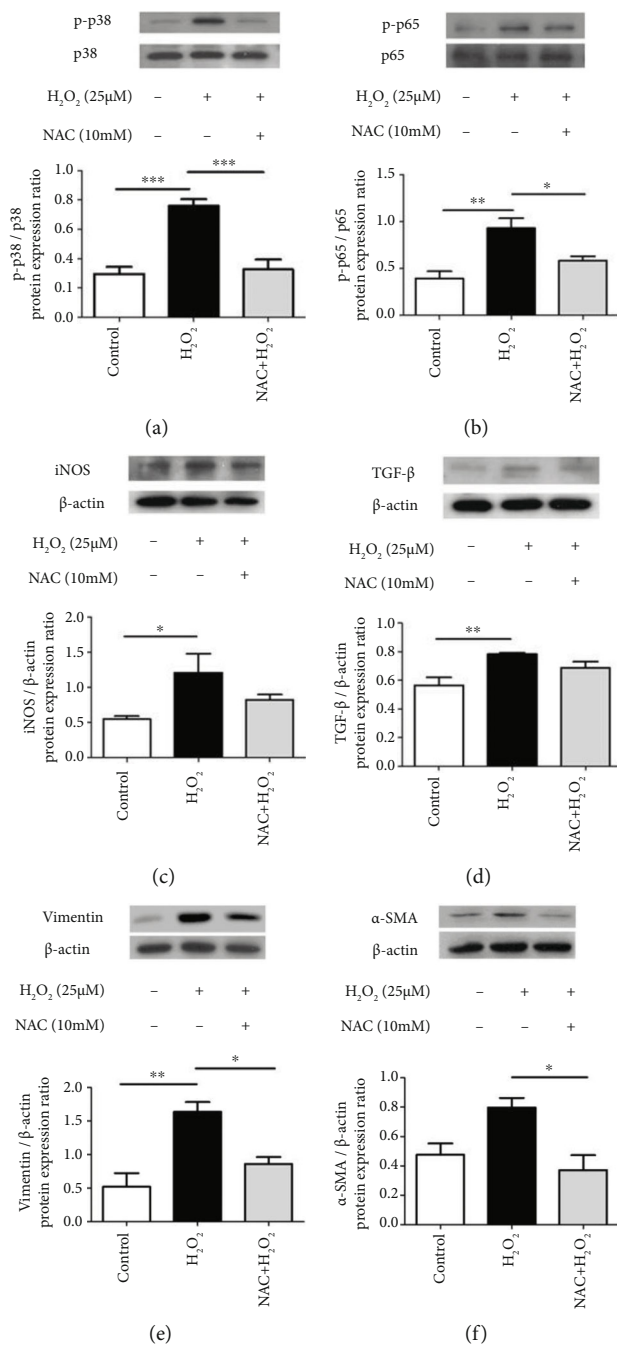 p-p38
p38
H₂O₂ (25μM) – + +
NAC (10mM) – – +
p-p38 / p38
protein expression ratio
1.0
0.8
0.4
0.1
0.0
***
***
Control
H₂O₂
NAC+H₂O₂
(a)
p-p65
p65
H₂O₂ (25μM) – + +
NAC (10mM) – – +
p-p65 / p65
protein expression ratio
1.5
1.0
0.5
0.0
**
*
Control
H₂O₂
NAC+H₂O₂
(b)
iNOS
β-actin
H₂O₂ (25μM) – + +
NAC (10mM) – – +
iNOS / β-actin
protein expression ratio
2.0
1.5
1.0
0.5
0.0
*
Control
H₂O₂
NAC+H₂O₂
(c)
TGF-β
β-actin
H₂O₂ (25μM) – + +
NAC (10mM) – – +
TGF-β / β-actin
protein expression ratio
1.0
0.8
0.6
0.4
0.2
0.0
**
Control
H₂O₂
NAC+H₂O₂
(d)
Vimentin
β-actin
H₂O₂ (25μM) – + +
NAC (10mM) – – +
Vimentin / β-actin
protein expression ratio
2.0
1.5
1.0
0.5
0.0
**
*
Control
H₂O₂
NAC+H₂O₂
(e)
α-SMA
β-actin
H₂O₂ (25μM) – + +
NAC (10mM) – – +
α-SMA / β-actin
protein expression ratio
1.0
0.8
0.6
0.4
0.2
0.0
*
Control
H₂O₂
NAC+H₂O₂
(f)